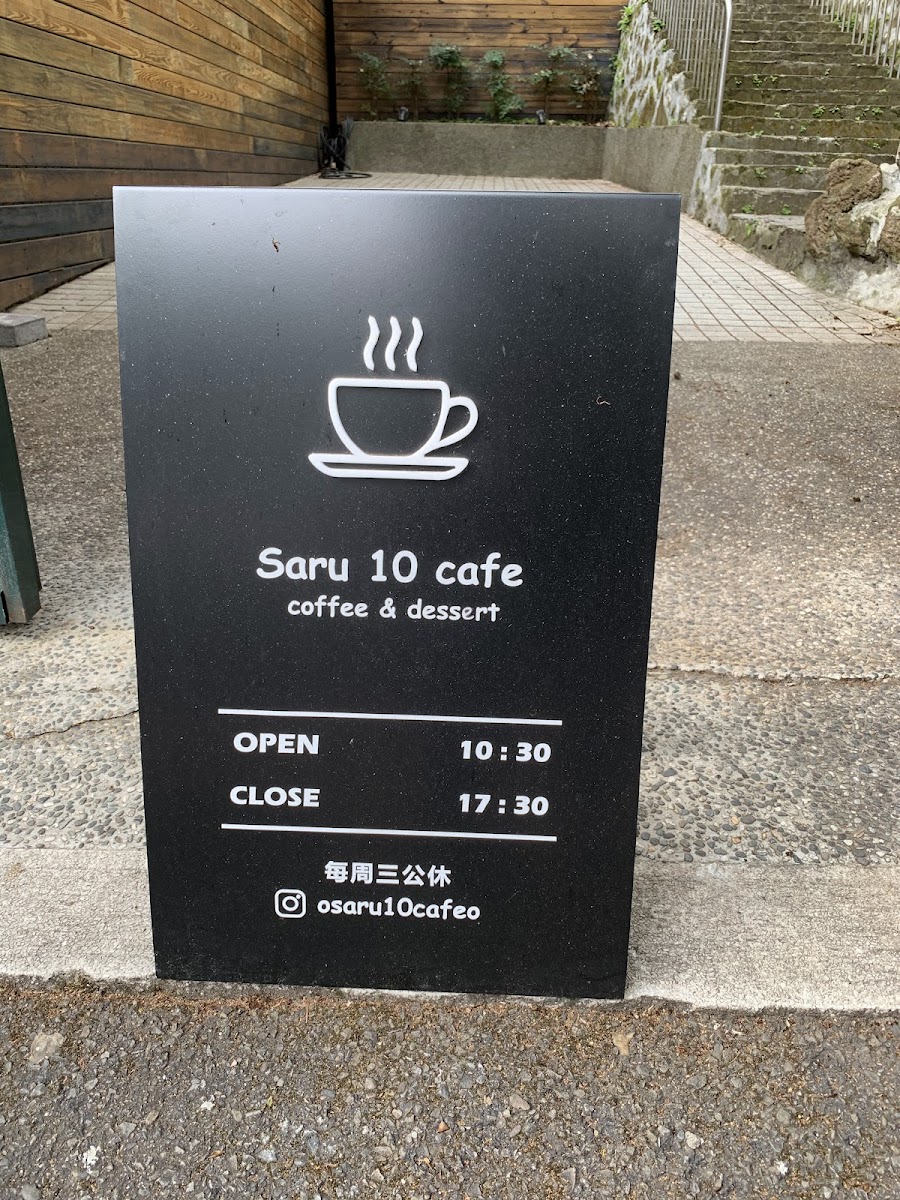 Saru 10 cafe
coffee & dessert
OPEN 10 : 30
CLOSE 17 : 30
每周三公休
osaru10cafeo